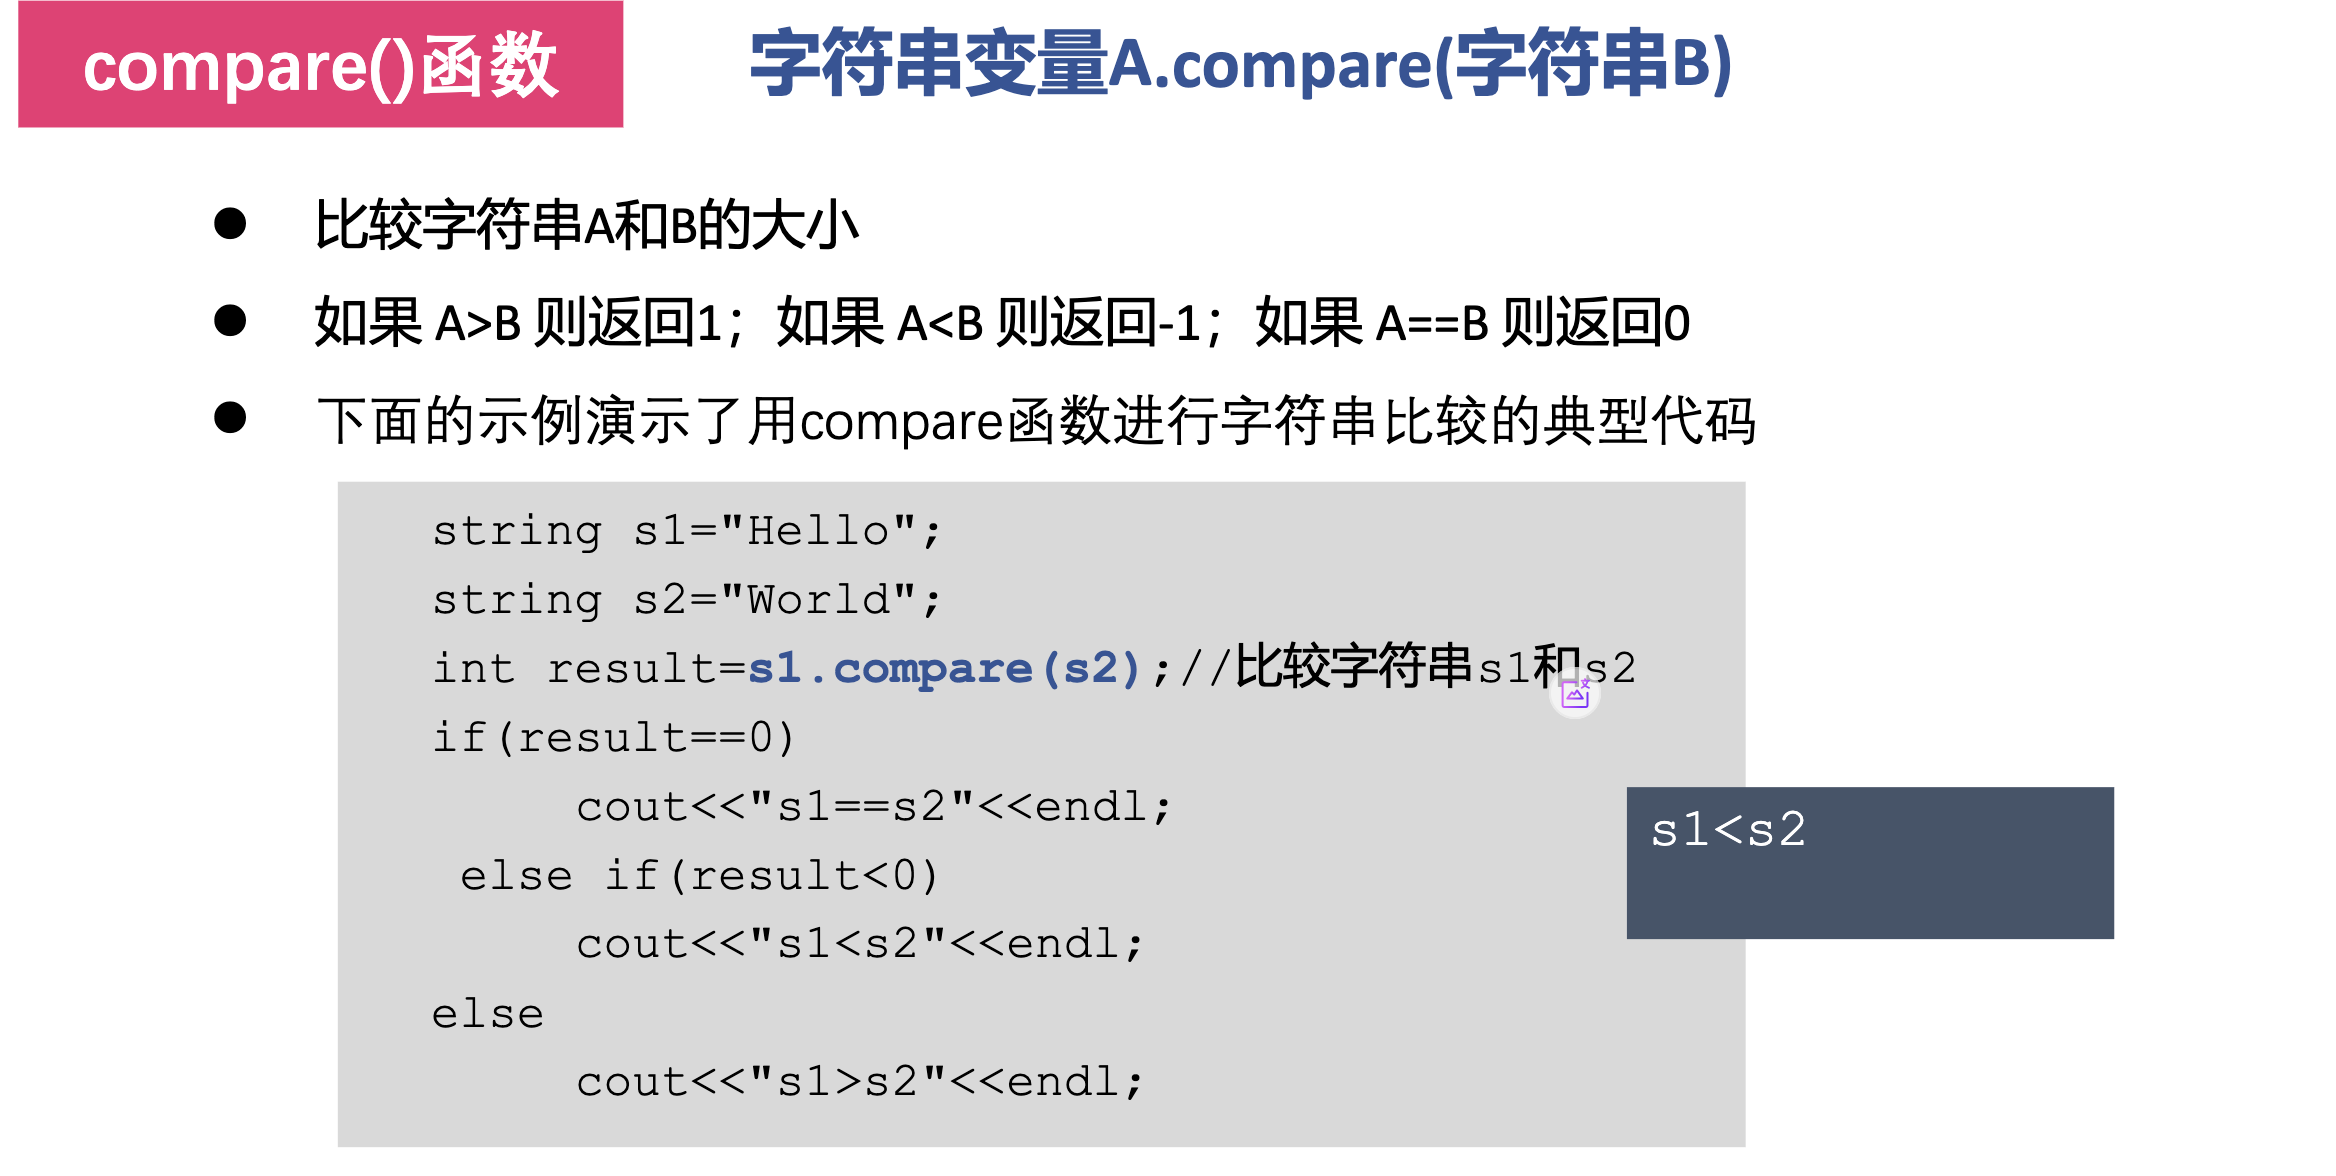 compare()函数
字符串变量A.compare(字符串B)
比较字符串A和B的大小
如果 A>B 则返回1；如果 A<B 则返回-1；如果 A==B 则返回0
下面的示例演示了用compare函数进行字符串比较的典型代码
string s1="Hello";
string s2="World";
int result=s1.compare(s2);//比较字符串s1和s2
if(result==0)
cout<<"s1==s2"<<endl;
else if(result<0)
cout<<"s1<s2"<<endl;
else
cout<<"s1>s2"<<endl;
s1<s2